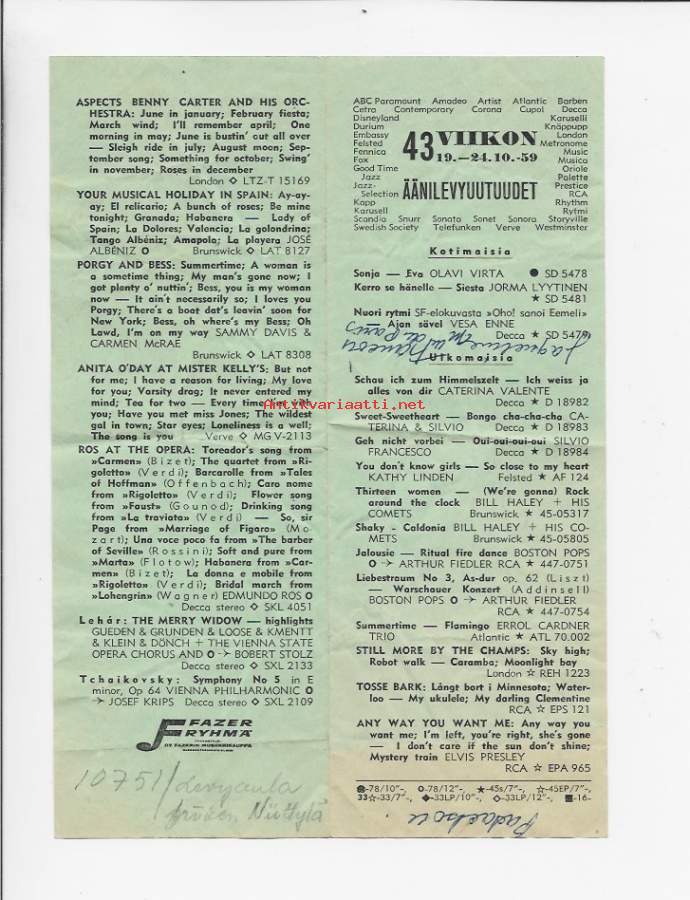 ASPECTS BENNY CARTER AND HIS ORC-
HESTRA: June in january; February fiesta;
March wind; I'll remember april; One
morning in may; June is bustin' out all over
— Sleigh ride in july; August moon; Sep-
tember song; Something for october; Swing'
in november; Roses in december
London ◇ LTZ-T 15169
YOUR MUSICAL HOLIDAY IN SPAIN: Ay-ay-
ay; El relicario; A bunch of roses; Be mine
tonight; Granada; Habanera — Lady of
Spain; La Dolores; Valencia; La golondrina;
Tango Albéniz; Amapola; La playera JOSÉ
ALBÉNIZ O Brunswick ◇ LAT 8127
PORGY AND BESS: Summertime; A woman is
a sometime thing; My man's gone now; I
got plenty o' nuttin'; Bess, you is my woman
now — It ain't necessarily so; I loves you
Porgy; There's a boat dat's leavin' soon for
New York; Bess, oh where's my Bess; Oh
Lawd, I'm on my way SAMMY DAVIS &
CARMEN McRAE
Brunswick ◇ LAT 8308
ANITA O'DAY AT MISTER KELLY'S: But not
for me; I have a reason for living; My love
for you; Varsity drag; It never entered my
mind; Tea for two — Every time I'm with
you; Have you met miss Jones; The wildest
gal in town; Star eyes; Loneliness is a well;
The song is you Verve ◇ MG V-2113
ROS AT THE OPERA: Toreador's song from
»Carmen» (Bizet); The quartet from »Ri-
goletto» (Verdi); Barcarolle from »Tales
of Hoffman» (Offenbach); Caro nome
from »Rigoletto» (Verdi); Flower song
from »Faust» (Gounod); Drinking song
from »La traviata» (Verdi) — So, sir
Page from »Marriage of Figaro» (Mo-
zart); Una voce poco fa from »The barber
of Seville» (Rossini); Soft and pure from
»Marta» (Flotow); Habanera from »Car-
men» (Bizet); La donna e mobile from
»Rigoletto» (Verdi); Bridal march from
»Lohengrin» (Wagner) EDMUNDO ROS O
Decca stereo ◇ SKL 4051
Lehár: THE MERRY WIDOW — highlights
GUEDEN & GRUNDEN & LOOSE & KMENTT
& KLEIN & DÖNCH + THE VIENNA STATE
OPERA CHORUS AND O → BOBERT STOLZ
Decca stereo ◇ SXL 2133
Tchaikovsky: Symphony No 5 in E
minor, Op 64 VIENNA PHILHARMONIC O
→ JOSEF KRIPS Decca stereo ◇ SXL 2109
FAZER
RYHMÄ
10751/Levyaula
ABC Paramount Amadeo Artist Atlantic Barben
Cetra Contemporary Corona Cupol Decca
Disneyland Karuselli
Durium Knäppupp
Embassy London
Felsted Metronome
Fennica Music
Fox Musica
Good Time Oriole
Jazz Palette
Jazz- Prestice
Selection RCA
Kapp Rhythm
Karusell Rytmi
Scandia Snurr Sonata Sonet Sonora Storyville
Swedish Society Telefunken Verve Westminster
43 VIIKON
19.—24.10.-59
ÄÄNILEVYUUTUUDET
Kotimaisia
Sonja — Eva OLAVI VIRTA ● SD 5478
Kerro se hänelle — Siesta JORMA LYYTINEN
★ SD 5481
Nuori rytmi SF-elokuvasta »Oho! sanoi Eemeli»
— Ajan sävel VESA ENNE
Decca ★ SD 5476
Ulkomaisia
Schau ich zum Himmelszelt — Ich weiss ja
alles von dir CATERINA VALENTE
Decca ★ D 18982
Sweet-Sweetheart — Bongo cha-cha-cha CA-
TERINA & SILVIO Decca ★ D 18983
Geh nicht vorbei — Oui-oui-oui-oui SILVIO
FRANCESCO Decca ★ D 18984
You don't know girls — So close to my heart
KATHY LINDEN Felsted ★ AF 124
Thirteen women — (We're gonna) Rock
around the clock BILL HALEY + HIS
COMETS Brunswick ★ 45-05317
Shaky - Caldonia BILL HALEY + HIS CO-
METS Brunswick ★ 45-05805
Jalousie — Ritual fire dance BOSTON POPS
O → ARTHUR FIEDLER RCA ★ 447-0751
Liebestraum No 3, As-dur op. 62 (Liszt)
— Warschauer Konzert (Addinsell)
BOSTON POPS O → ARTHUR FIEDLER
RCA ★ 447-0754
Summertime — Flamingo ERROL CARDNER
TRIO Atlantic ★ ATL 70.002
STILL MORE BY THE CHAMPS: Sky high;
Robot walk — Caramba; Moonlight bay
London ☆ REH 1223
TOSSE BARK: Långt bort i Minnesota; Water-
loo — My ukulele; My darling Clementine
RCA ☆ EPS 121
ANY WAY YOU WANT ME: Any way you
want me; I'm left, you're right, she's gone
— I don't care if the sun don't shine;
Mystery train ELVIS PRESLEY
RCA ☆ EPA 965
●-78/10"-, O-78/12"-, ★-45s/7"-, ☆-45EP/7"-,
33☆-33/7"-, ◆-33LP/10"-, ◇-33LP/12"-, ■-16-
Antikvariaatti.net